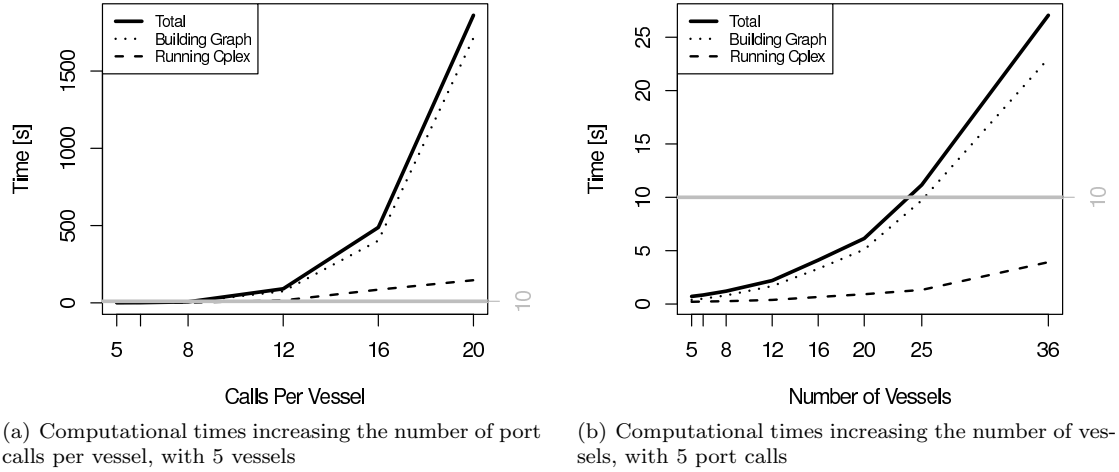 Total
Building Graph
Running Cplex
Time [s]
0
500
1000
1500
10
5
8
12
16
20
Calls Per Vessel
(a) Computational times increasing the number of port
calls per vessel, with 5 vessels
Total
Building Graph
Running Cplex
Time [s]
0
5
10
15
20
25
10
5
8
12
16
20
25
36
Number of Vessels
(b) Computational times increasing the number of ves-
sels, with 5 port calls